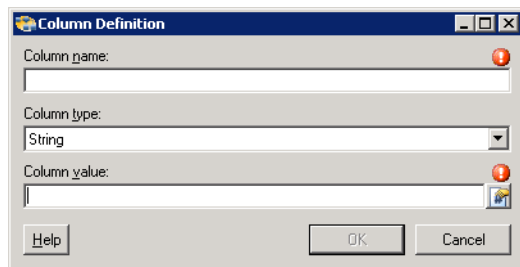 Column Definition
Column name:
Column type:
String
Column value:
Help OK Cancel